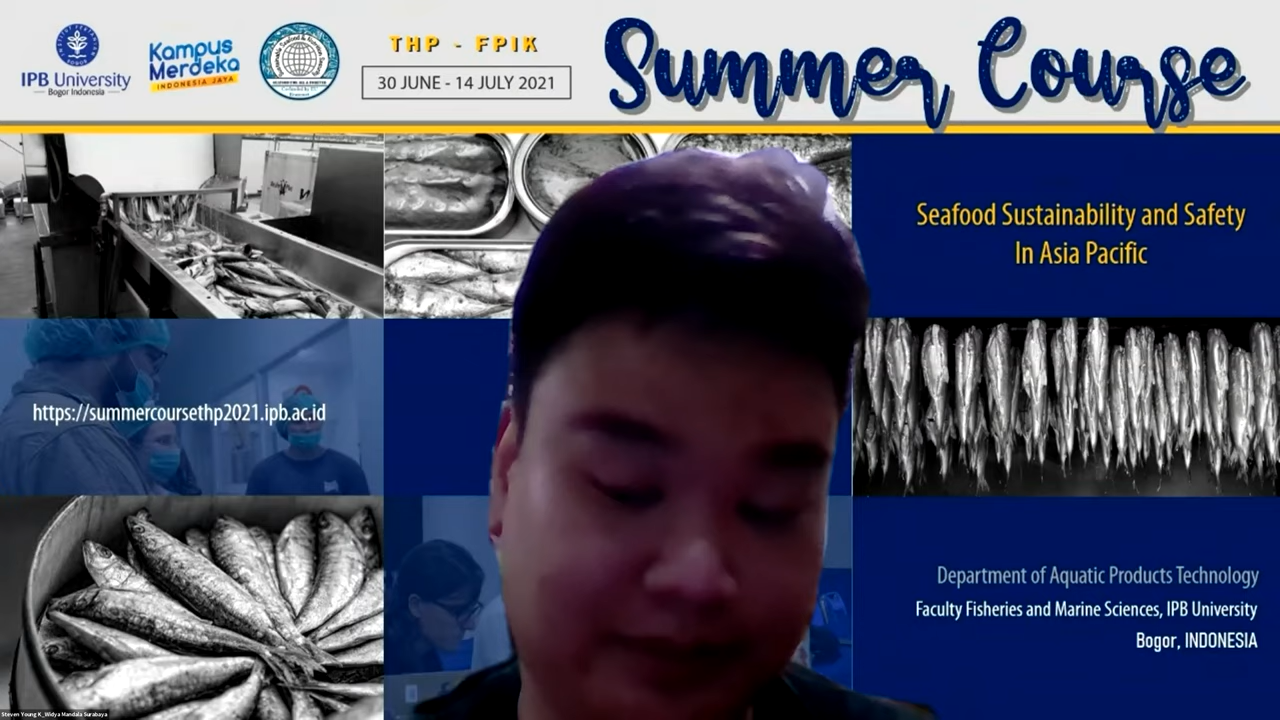 IPB University
Bogor Indonesia
Kampus
Merdeka
INDONESIA JAYA
THP - FPIK
30 JUNE - 14 JULY 2021
Summer Course
Seafood Sustainability and Safety
In Asia Pacific
https://summercoursethp2021.ipb.ac.id
Department of Aquatic Products Technology
Faculty Fisheries and Marine Sciences, IPB University
Bogor, INDONESIA
Steven Young K_Widya Mandala Surabaya